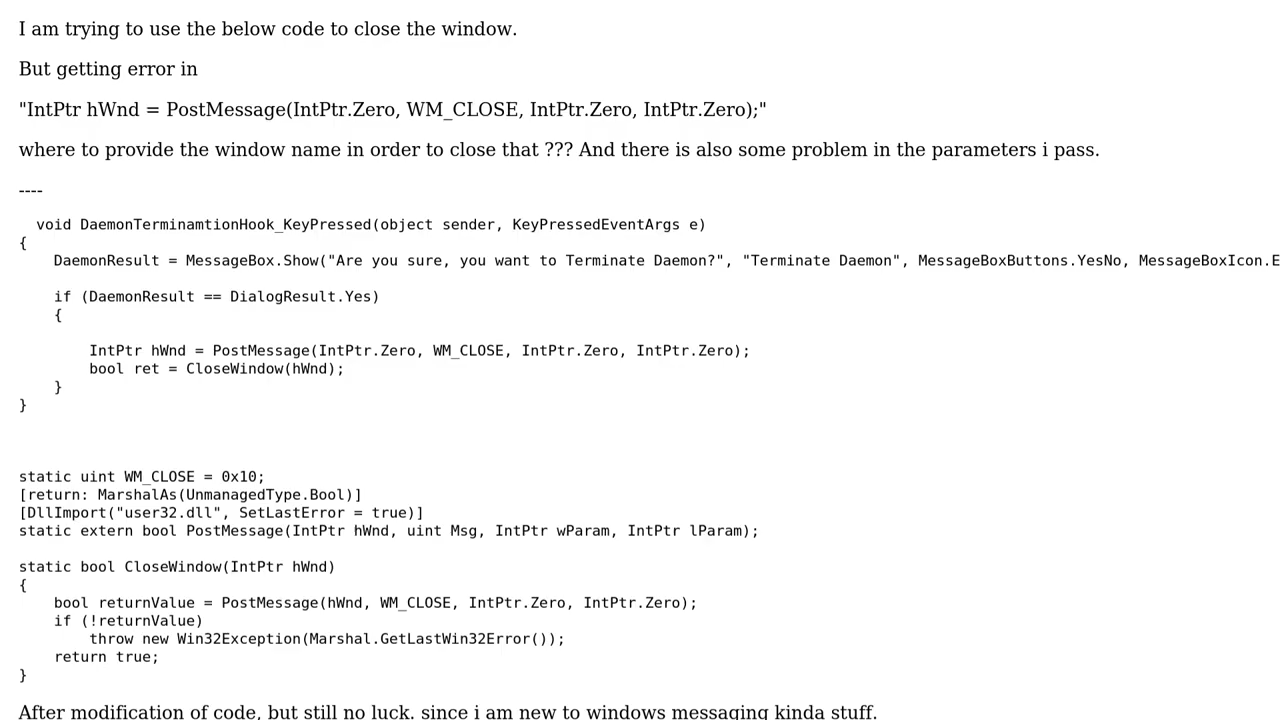 I am trying to use the below code to close the window.
But getting error in
"IntPtr hWnd = PostMessage(IntPtr.Zero, WM_CLOSE, IntPtr.Zero, IntPtr.Zero);"
where to provide the window name in order to close that ??? And there is also some problem in the parameters i pass.
----
void DaemonTerminamtionHook_KeyPressed(object sender, KeyPressedEventArgs e)
{
DaemonResult = MessageBox.Show("Are you sure, you want to Terminate Daemon?", "Terminate Daemon", MessageBoxButtons.YesNo, MessageBoxIcon.E
if (DaemonResult == DialogResult.Yes)
{
IntPtr hWnd = PostMessage(IntPtr.Zero, WM_CLOSE, IntPtr.Zero, IntPtr.Zero);
bool ret = CloseWindow(hWnd);
}
}
static uint WM_CLOSE = 0x10;
[return: MarshalAs(UnmanagedType.Bool)]
[DllImport("user32.dll", SetLastError = true)]
static extern bool PostMessage(IntPtr hWnd, uint Msg, IntPtr wParam, IntPtr lParam);
static bool CloseWindow(IntPtr hWnd)
{
bool returnValue = PostMessage(hWnd, WM_CLOSE, IntPtr.Zero, IntPtr.Zero);
if (!returnValue)
throw new Win32Exception(Marshal.GetLastWin32Error());
return true;
}
After modification of code, but still no luck. since i am new to windows messaging kinda stuff.